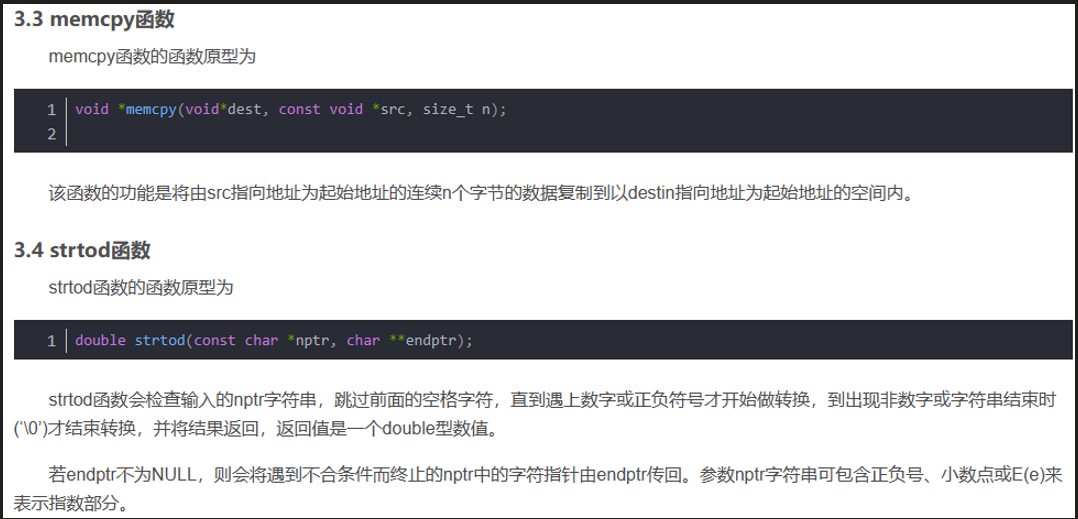 3.3 memcpy函数
memcpy函数的函数原型为
1 void *memcpy(void*dest, const void *src, size_t n);
2
该函数的功能是将由src指向地址为起始地址的连续n个字节的数据复制到以destin指向地址为起始地址的空间内。
3.4 strtod函数
strtod函数的函数原型为
1 double strtod(const char *nptr, char **endptr);
strtod函数会检查输入的nptr字符串，跳过前面的空格字符，直到遇上数字或正负符号才开始做转换，到出现非数字或字符串结束时
('\0')才结束转换，并将结果返回，返回值是一个double型数值。
若endptr不为NULL，则会将遇到不合条件而终止的nptr中的字符指针由endptr传回。参数nptr字符串可包含正负号、小数点或E(e)来
表示指数部分。